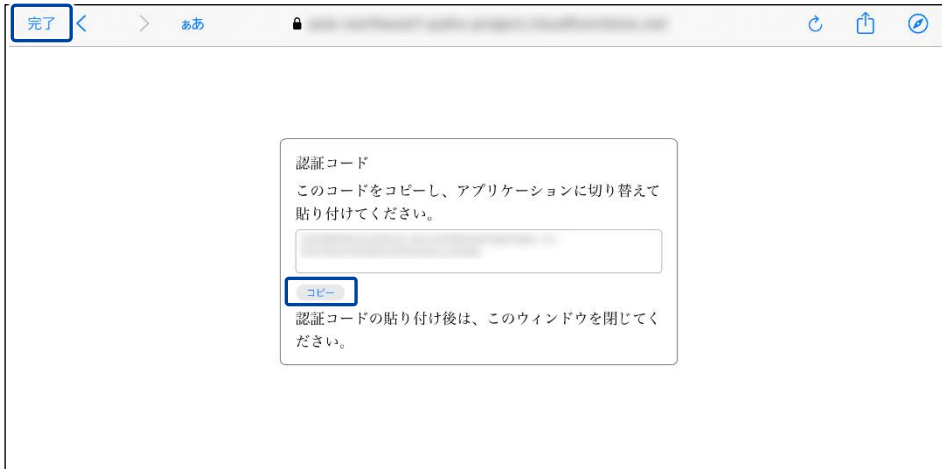 完了
ぁあ
認証コード
このコードをコピーし、アプリケーションに切り替えて
貼り付けてください。
コピー
認証コードの貼り付け後は、このウィンドウを閉じてく
ださい。